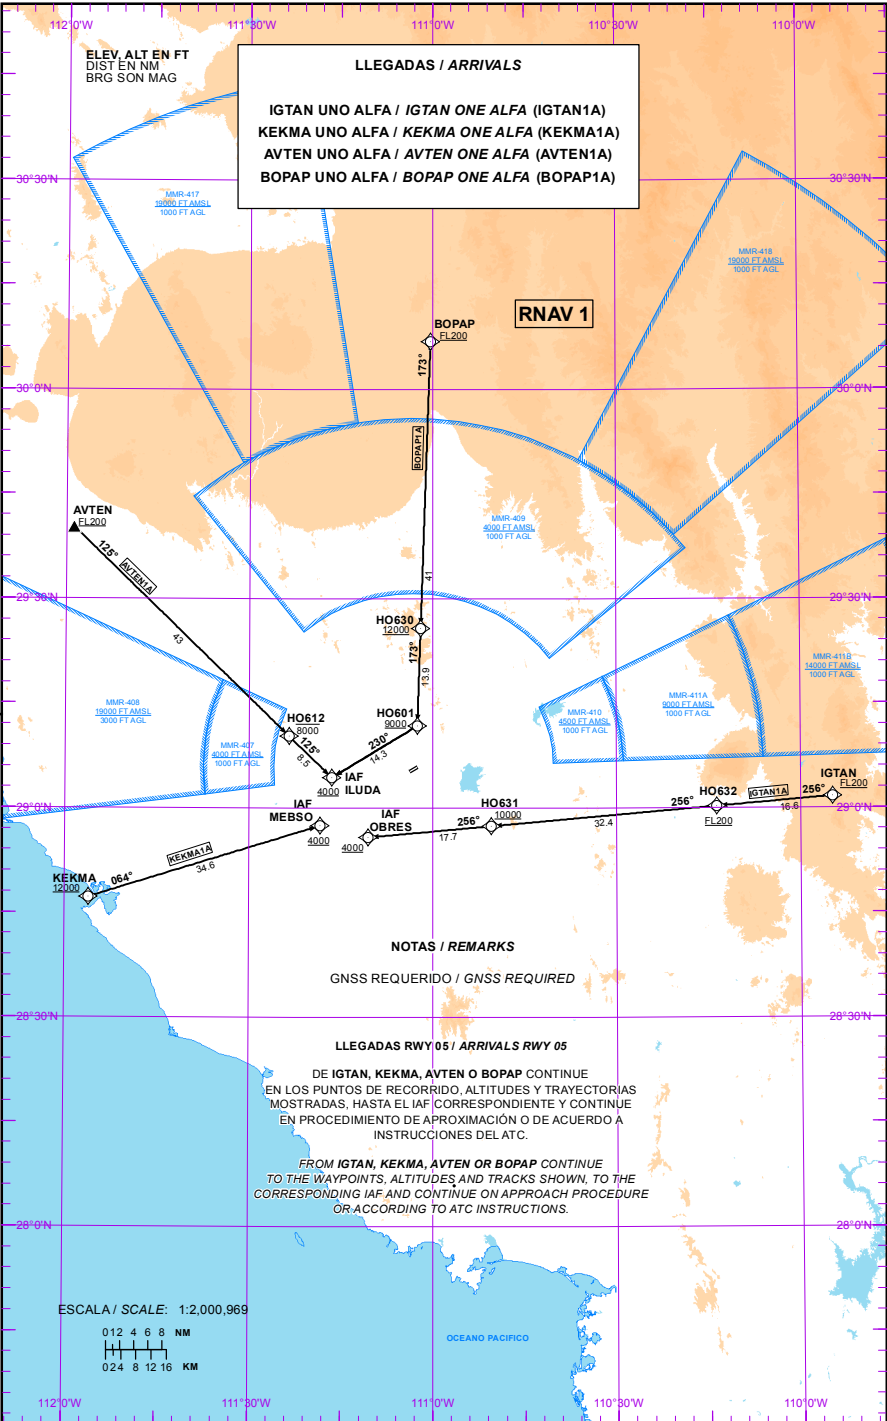 112°0'W 111°30'W 111°0'W 110°30'W 110°0'W
ELEV, ALT EN FT
DIST EN NM
BRG SON MAG
LLEGADAS / ARRIVALS
IGTAN UNO ALFA / IGTAN ONE ALFA (IGTAN1A)
KEKMA UNO ALFA / KEKMA ONE ALFA (KEKMA1A)
AVTEN UNO ALFA / AVTEN ONE ALFA (AVTEN1A)
BOPAP UNO ALFA / BOPAP ONE ALFA (BOPAP1A)
30°30'N 30°30'N
MMR-417
19000 FT AMSL
1000 FT AGL
MMR-418
19000 FT AMSL
1000 FT AGL
RNAV 1
BOPAP
FL200
173°
30°0'N 30°0'N
BOPAP1A
AVTEN
FL200
MMR-409
4000 FT AMSL
1000 FT AGL
125°
AVTEN1A
41
29°30'N 29°30'N
43
HO630
12000
173°
13.9
MMR-411B
14000 FT AMSL
1000 FT AGL
MMR-408
19000 FT AMSL
3000 FT AGL
MMR-411A
9000 FT AMSL
1000 FT AGL
MMR-410
4500 FT AMSL
1000 FT AGL
MMR-407
4000 FT AMSL
1000 FT AGL
HO612
8000
125°
8.5
HO601
9000
230°
14.3
4000
IAF
ILUDA
IGTAN
FL200
256°
IGTAN1A
16.6
HO632
FL200
256°
32.4
29°0'N 29°0'N
HO631
10000
256°
17.7
IAF
OBRES
4000
IAF
MEBSO
4000
KEKMA
12000
064°
KEKMA1A
34.6
NOTAS / REMARKS
GNSS REQUERIDO / GNSS REQUIRED
28°30'N 28°30'N
LLEGADAS RWY 05 / ARRIVALS RWY 05
DE IGTAN, KEKMA, AVTEN O BOPAP CONTINUE
EN LOS PUNTOS DE RECORRIDO, ALTITUDES Y TRAYECTORIAS
MOSTRADAS, HASTA EL IAF CORRESPONDIENTE Y CONTINUE
EN PROCEDIMIENTO DE APROXIMACIÓN O DE ACUERDO A
INSTRUCCIONES DEL ATC.
FROM IGTAN, KEKMA, AVTEN OR BOPAP CONTINUE
TO THE WAYPOINTS, ALTITUDES AND TRACKS SHOWN, TO THE
CORRESPONDING IAF AND CONTINUE ON APPROACH PROCEDURE
OR ACCORDING TO ATC INSTRUCTIONS.
28°0'N 28°0'N
ESCALA / SCALE: 1:2,000,969
0 1 2 4 6 8 NM
0 2 4 8 12 16 KM
OCEANO PACIFICO
112°0'W 111°30'W 111°0'W 110°30'W 110°0'W